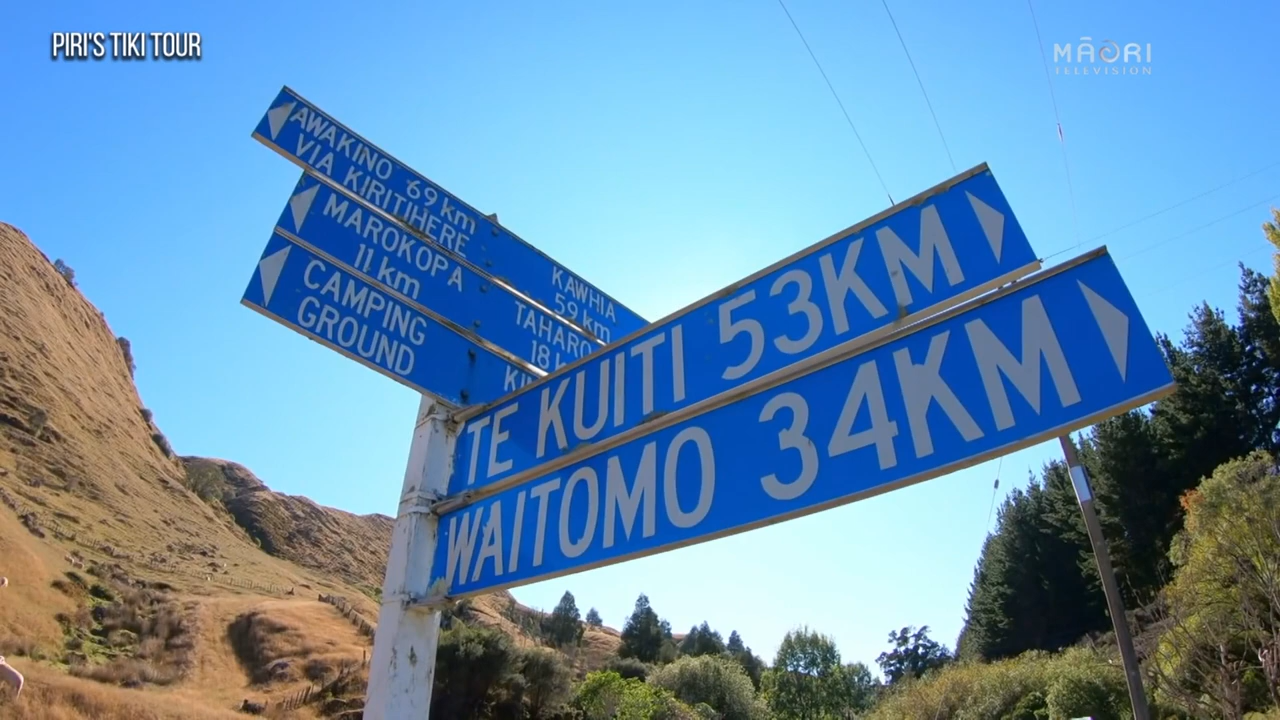 PIRI'S TIKI TOUR
MĀORI
TELEVISION
AWAKINO 69 km
VIA KIRITIHERE
MAROKOPA
11 km
CAMPING
GROUND
KAWHIA
59 km
18
TE KUITI 53KM
WAITOMO 34KM